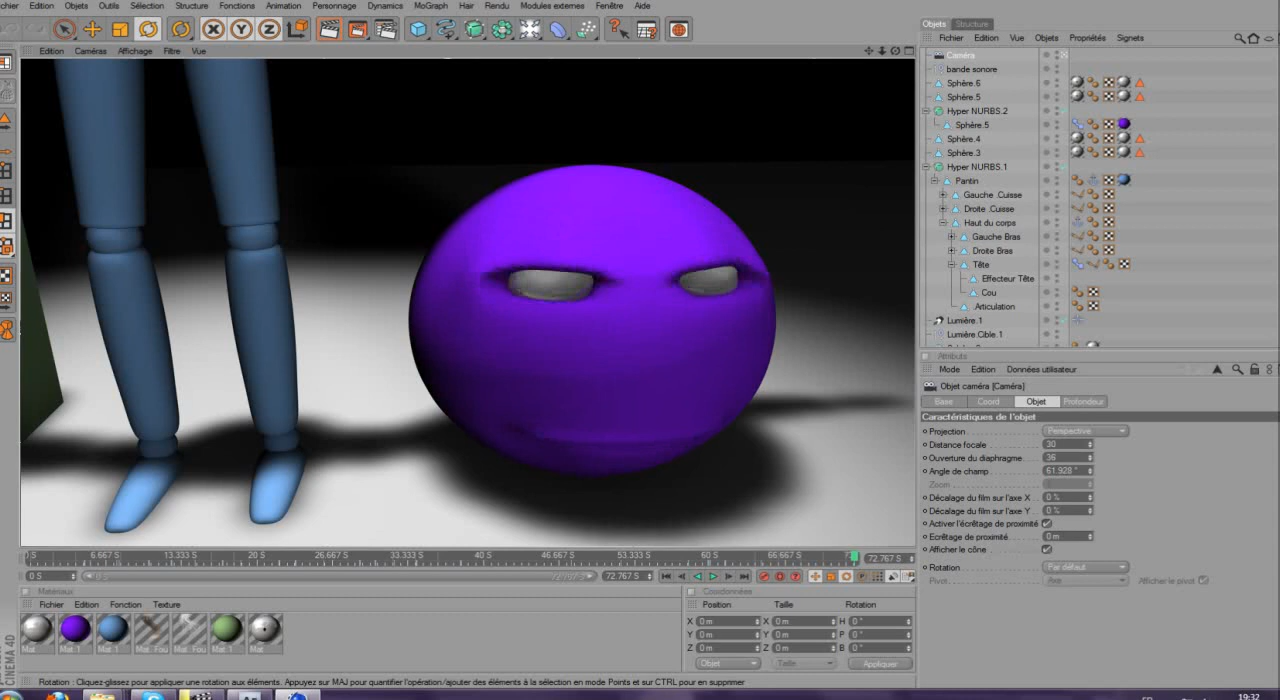 Edition Objets Outils Sélection Structure Fonctions Animation Personnage Dynamics MoGraph Hair Rendu Modules externes Fenêtre Aide
Edition Caméras Affichage Filtre Vue
Objets Structure
Fichier Edition Vue Objets Propriétés Signets
Caméra
bande sonore
Sphère.6
Sphère.5
Hyper NURBS.2
Sphère.5
Sphère.4
Sphère.3
Hyper NURBS.1
Pantin
Gauche .Cuisse
Droite .Cuisse
Haut du corps
Gauche Bras
Droite Bras
Tête
Effecteur Tête
Cou
Articulation
Lumière.1
Lumière.Cible.1
Attributs
Mode Edition Données utilisateur
Objet caméra [Caméra]
Base Coord Objet Profondeur
Caractéristiques de l'objet
Projection Perspective
Distance focale 30
Ouverture du diaphragme 36
Angle de champ 61.928 °
Zoom
Décalage du film sur l'axe X 0 %
Décalage du film sur l'axe Y 0 %
Activer l'écrêtage de proximité
Ecrêtage de proximité 0 m
Afficher le cône
Rotation Par défaut
Pivot Axe Afficher le pivot
6.667 S 13.333 S 20 S 26.667 S 33.333 S 40 S 46.667 S 53.333 S 60 S 66.667 S 72.767 S
0 S 0 S 72.767 S 72.767 S
Matériaux
Fichier Edition Fonction Texture
Mat Mat.1 Mat.1 Mat. Fou Mat. Fou Mat.1 Mat
Coordonnées
Position Taille Rotation
X 0 m X 0 m H 0 °
Y 0 m Y 0 m P 0 °
Z 0 m Z 0 m B 0 °
Objet Taille Appliquer
CINEMA 4D
Rotation : Cliquez-glissez pour appliquer une rotation aux éléments. Appuyez sur MAJ pour quantifier l'opération/ajouter des éléments à la sélection en mode Points et sur CTRL pour en supprimer
19:32